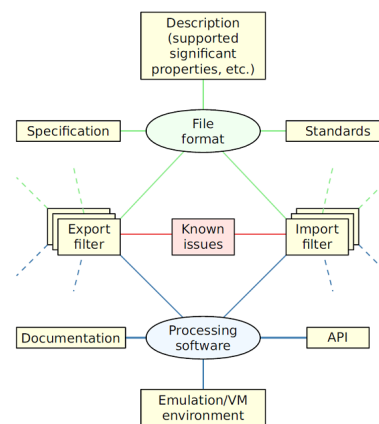 Description
(supported
significant
properties, etc.)
Specification
File
format
Standards
Export
filter
Known
issues
Import
filter
Documentation
Processing
software
API
Emulation/VM
environment